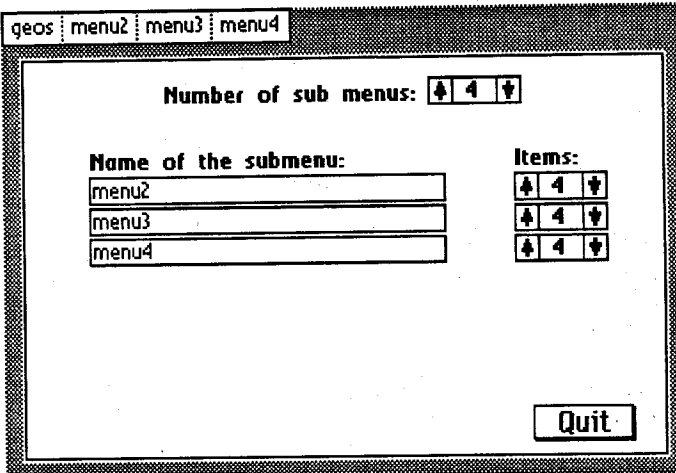 geos menu2 menu3 menu4
Number of sub menus: 4
Name of the submenu: Items:
menu2 4
menu3 4
menu4 4
Quit